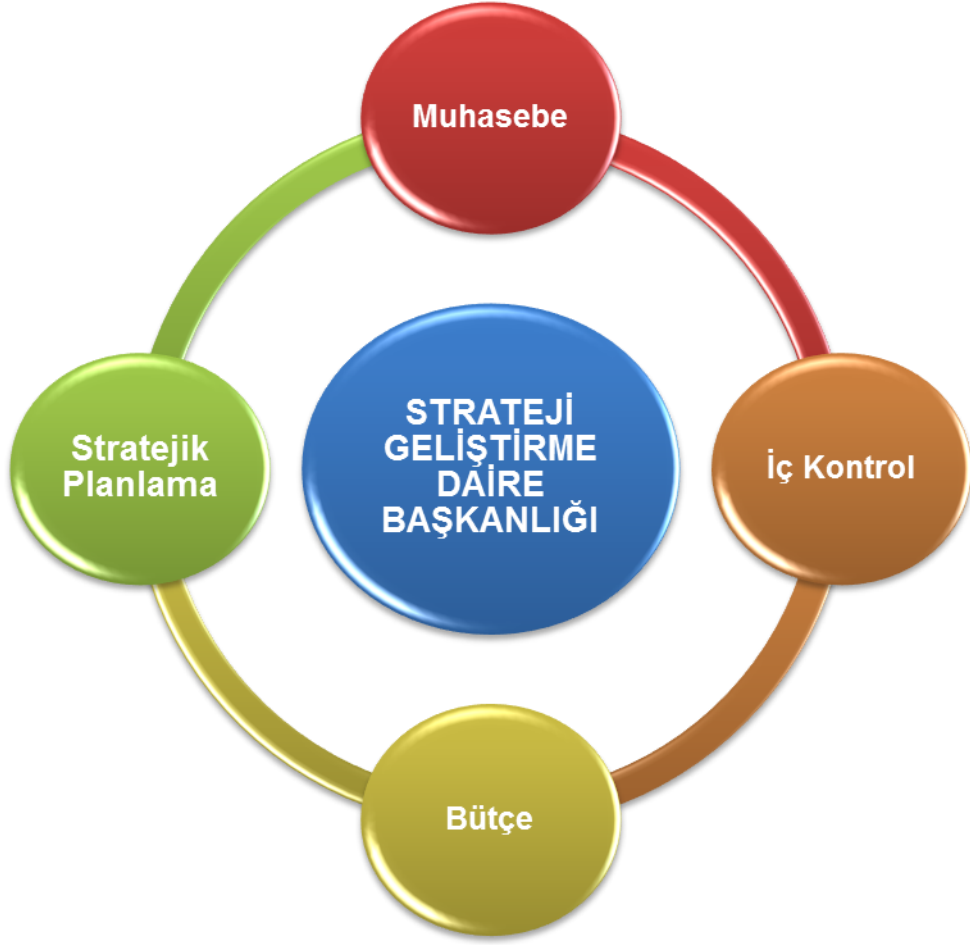 Muhasebe
STRATEJİ
GELİŞTİRME
DAİRE
BAŞKANLIĞI
Stratejik
Planlama
İç Kontrol
Bütçe